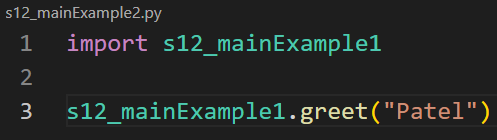 s12_mainExample2.py
1 import s12_mainExample1
2
3 s12_mainExample1.greet("Patel")